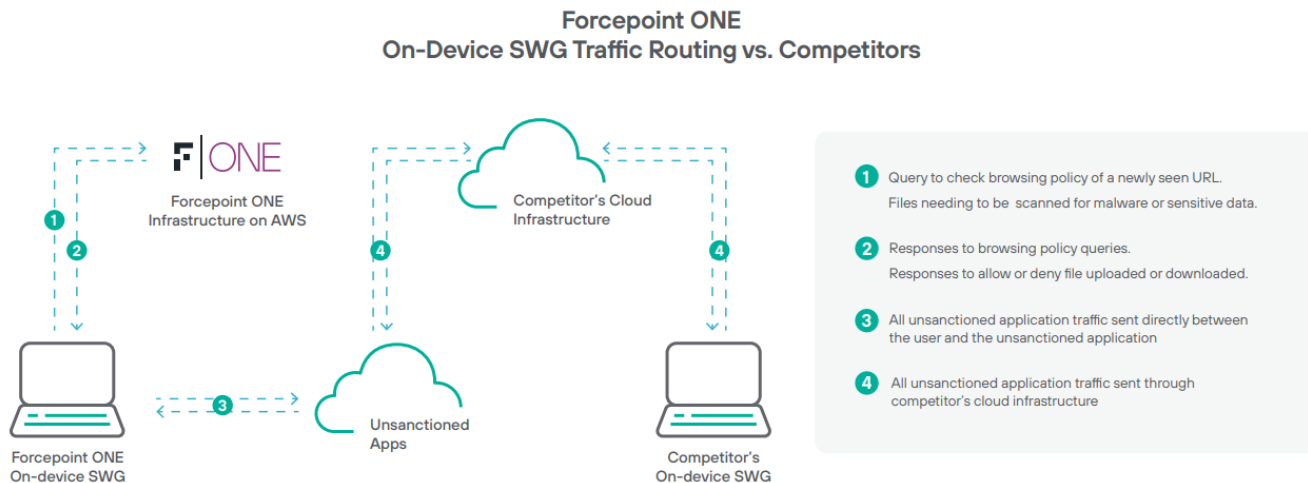 Forcepoint ONE
On-Device SWG Traffic Routing vs. Competitors
F|ONE
Forcepoint ONE
Infrastructure on AWS
1
2
Forcepoint ONE
On-device SWG
3
Unsanctioned
Apps
4
Competitor's Cloud
Infrastructure
4
Competitor's
On-device SWG
1 Query to check browsing policy of a newly seen URL.
Files needing to be scanned for malware or sensitive data.
2 Responses to browsing policy queries.
Responses to allow or deny file uploaded or downloaded.
3 All unsanctioned application traffic sent directly between
the user and the unsanctioned application
4 All unsanctioned application traffic sent through
competitor's cloud infrastructure